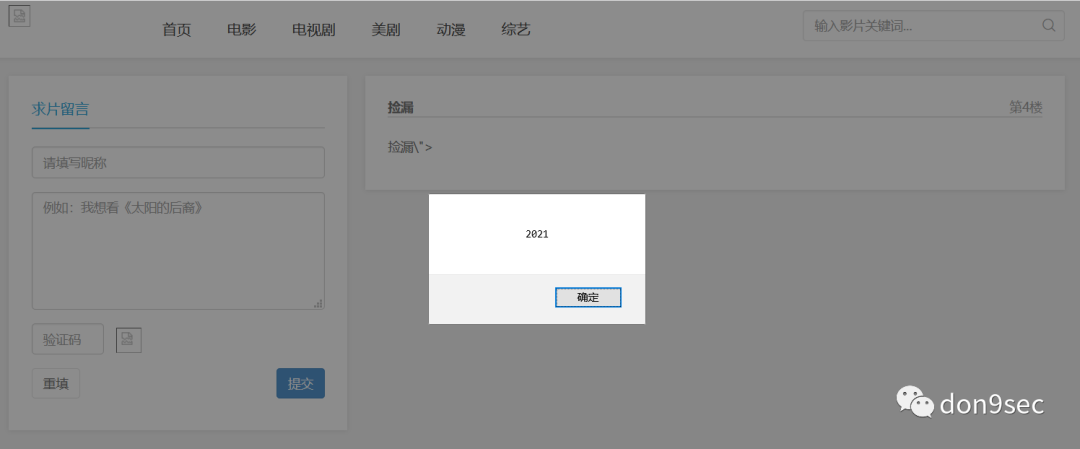 首页 电影 电视剧 美剧 动漫 综艺 输入影片关键词...
求片留言
请填写昵称
例如：我想看《太阳的后裔》
验证码
重填 提交
捡漏 第4楼
捡漏\">
2021
确定
don9sec